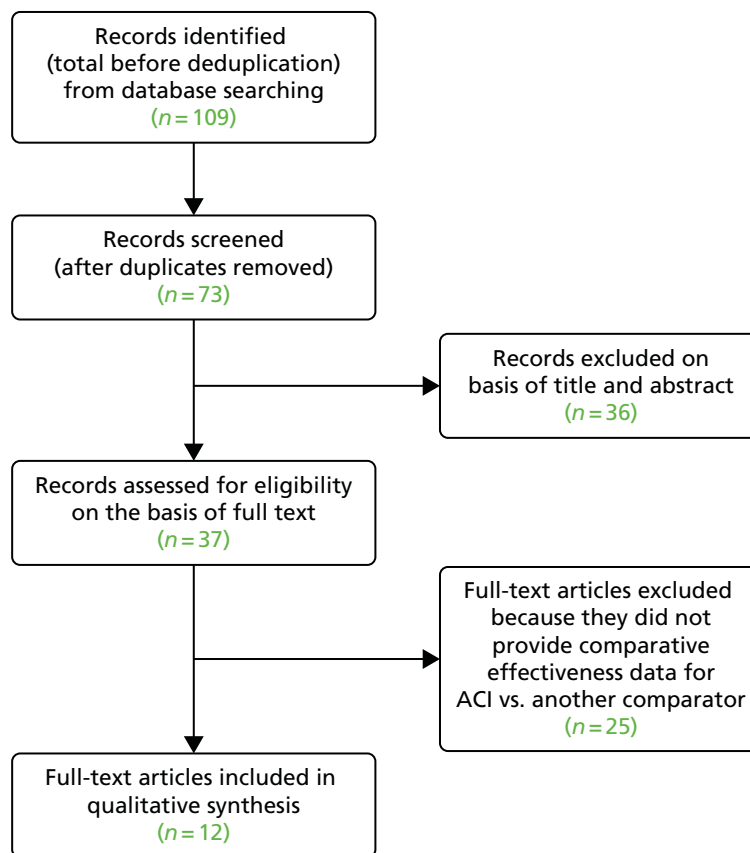 Records identified
(total before deduplication)
from database searching
(n = 109)
Records screened
(after duplicates removed)
(n = 73)
Records excluded on
basis of title and abstract
(n = 36)
Records assessed for eligibility
on the basis of full text
(n = 37)
Full-text articles excluded
because they did not
provide comparative
effectiveness data for
ACI vs. another comparator
(n = 25)
Full-text articles included in
qualitative synthesis
(n = 12)